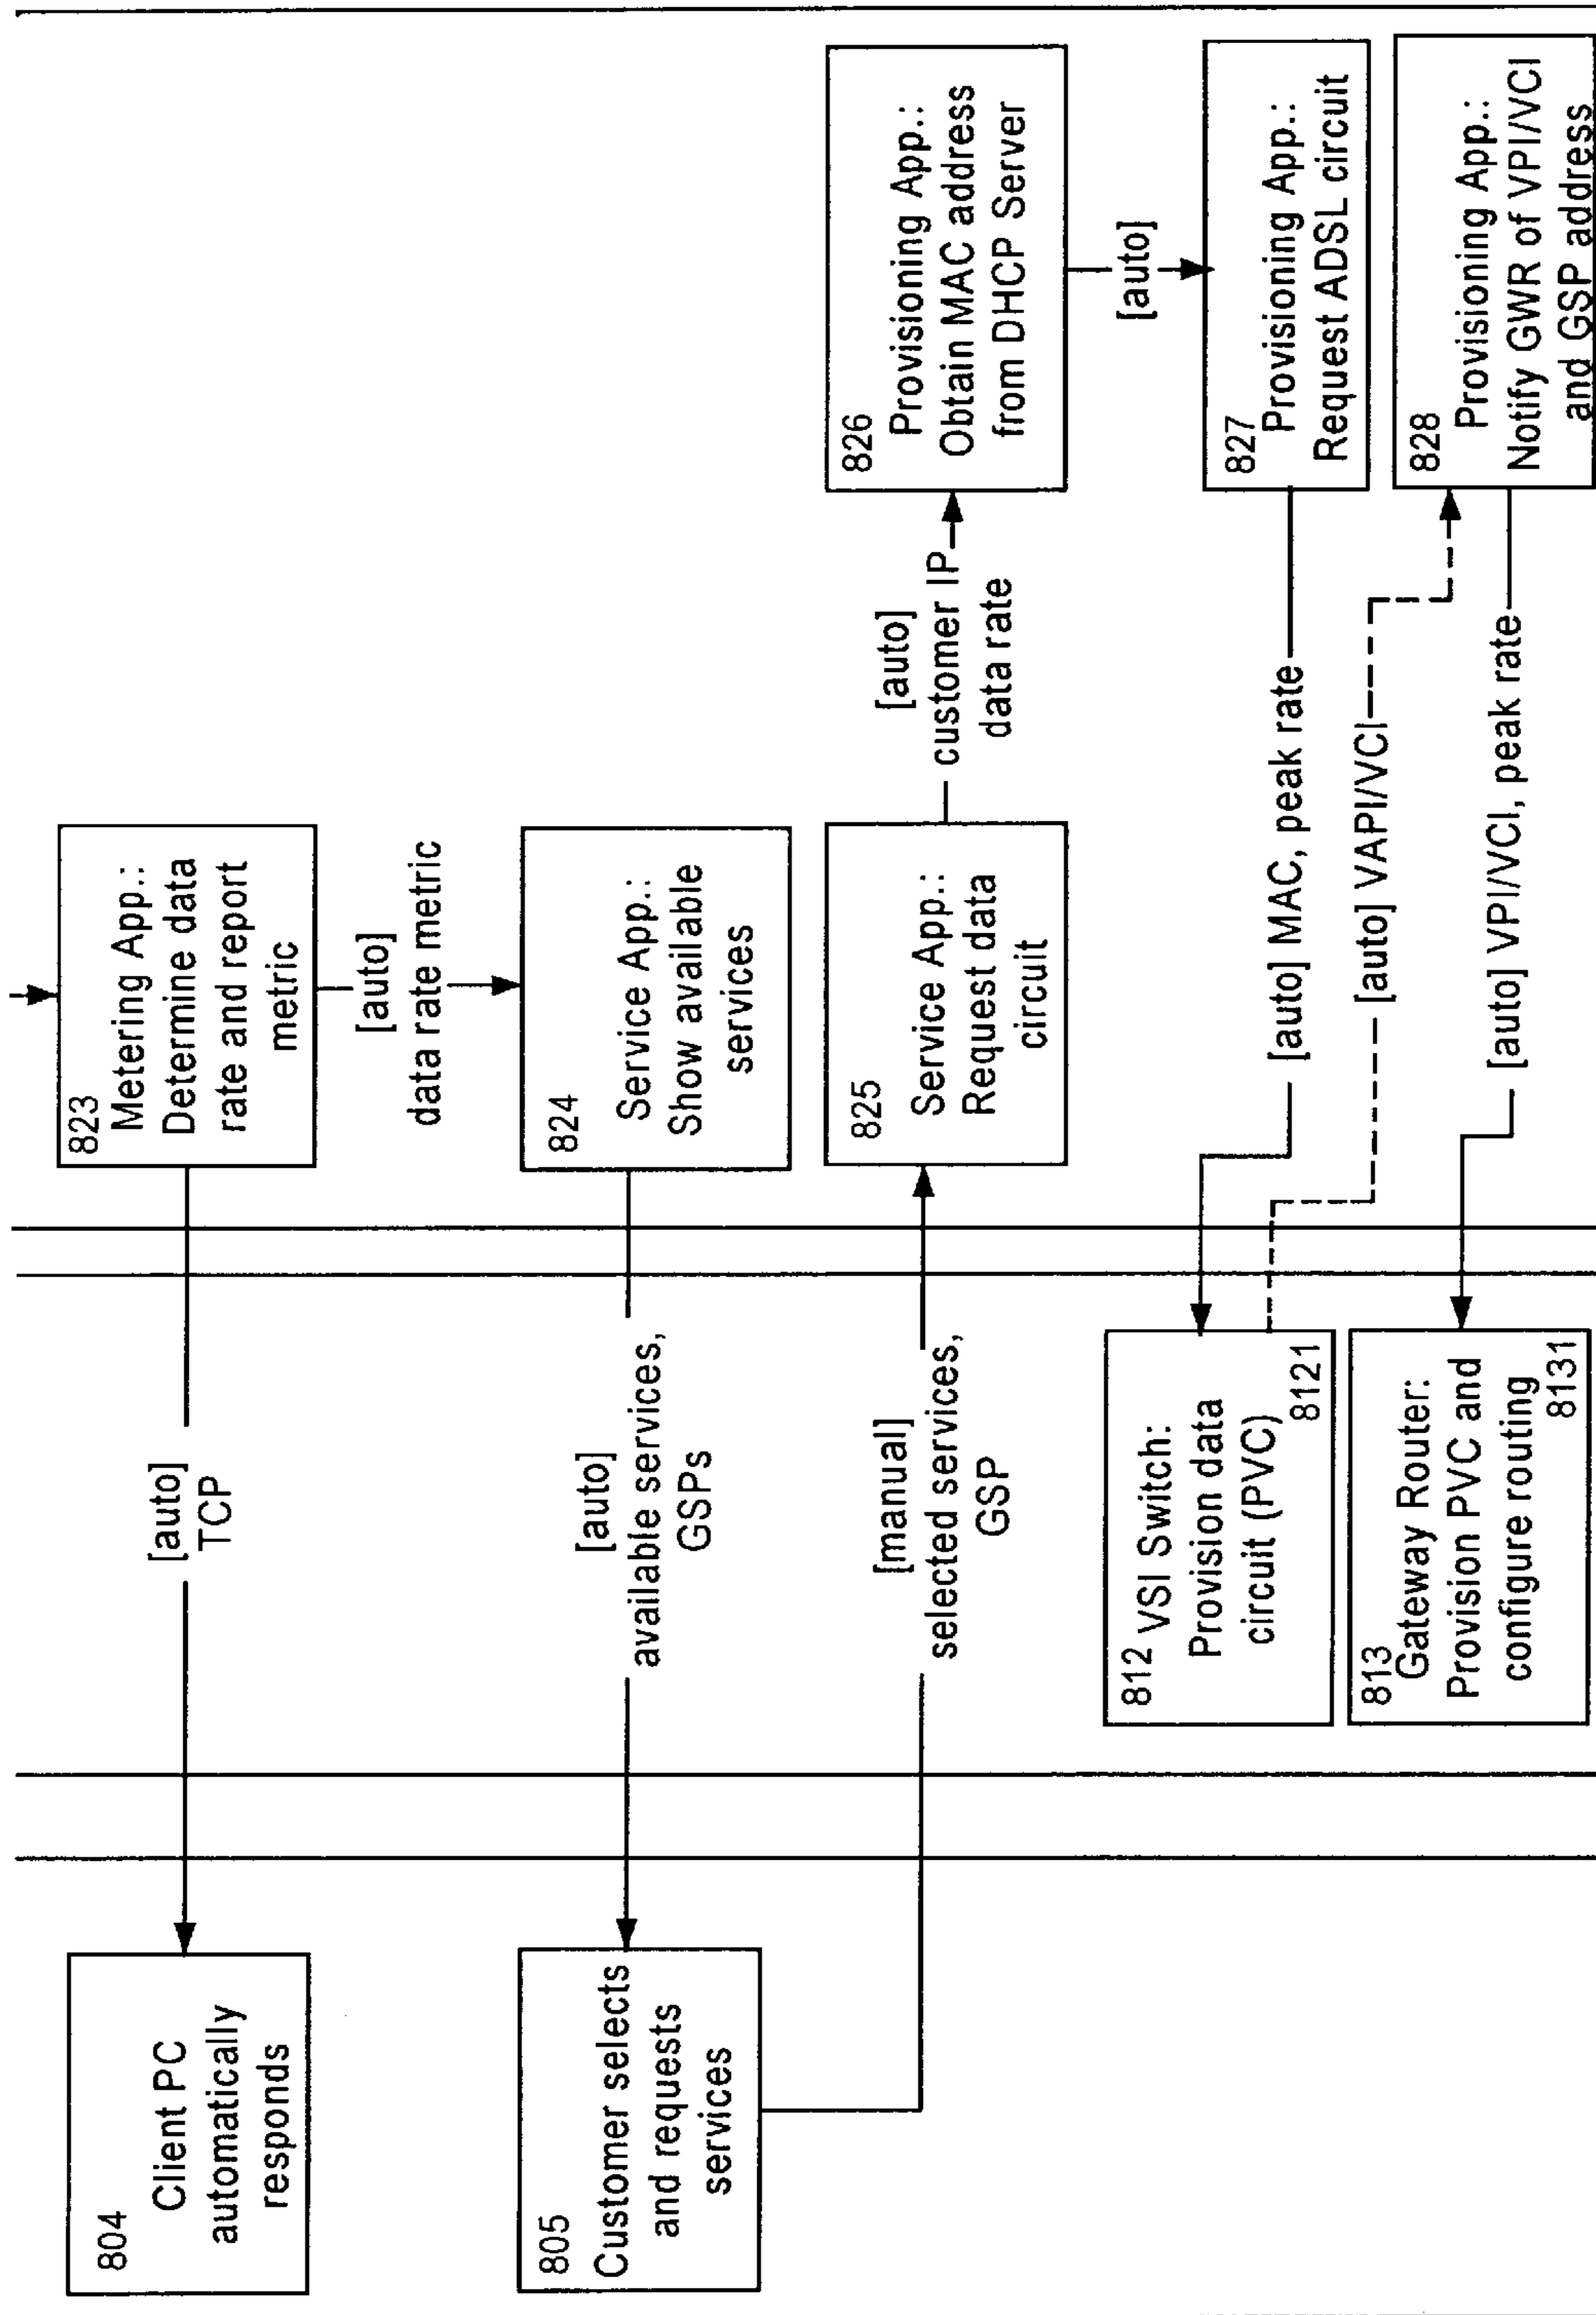 804
Client PC
automatically
responds
[auto]
TCP
823
Metering App.:
Determine data
rate and report
metric
[auto]
data rate metric
805
Customer selects
and requests
services
[auto]
available services,
GSPs
824
Service App.:
Show available
services
[manual]
selected services,
GSP
825
Service App.:
Request data
circuit
[auto]
customer IP
data rate
826
Provisioning App.:
Obtain MAC address
from DHCP Server
[auto]
812 VSI Switch:
Provision data
circuit (PVC)
8121
[auto] MAC, peak rate
827
Provisioning App.:
Request ADSL circuit
[auto] VAPI/VCI
813
Gateway Router:
Provision PVC and
configure routing
8131
[auto] VPI/VCI, peak rate
828
Provisioning App.:
Notify GWR of VPI/VCI
and GSP address